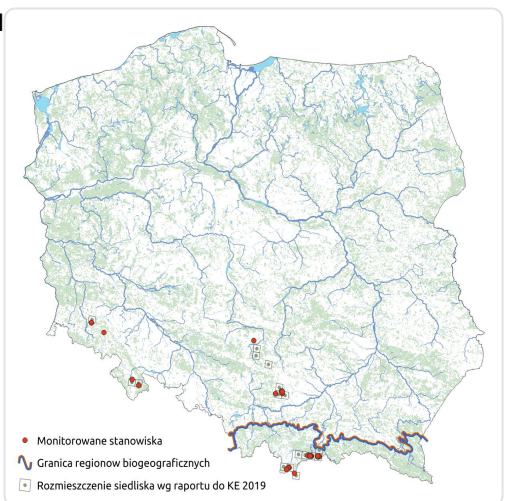 Monitorowane stanowiska
Granica regionow biogeograficznych
Rozmieszczenie siedliska wg raportu do KE 2019